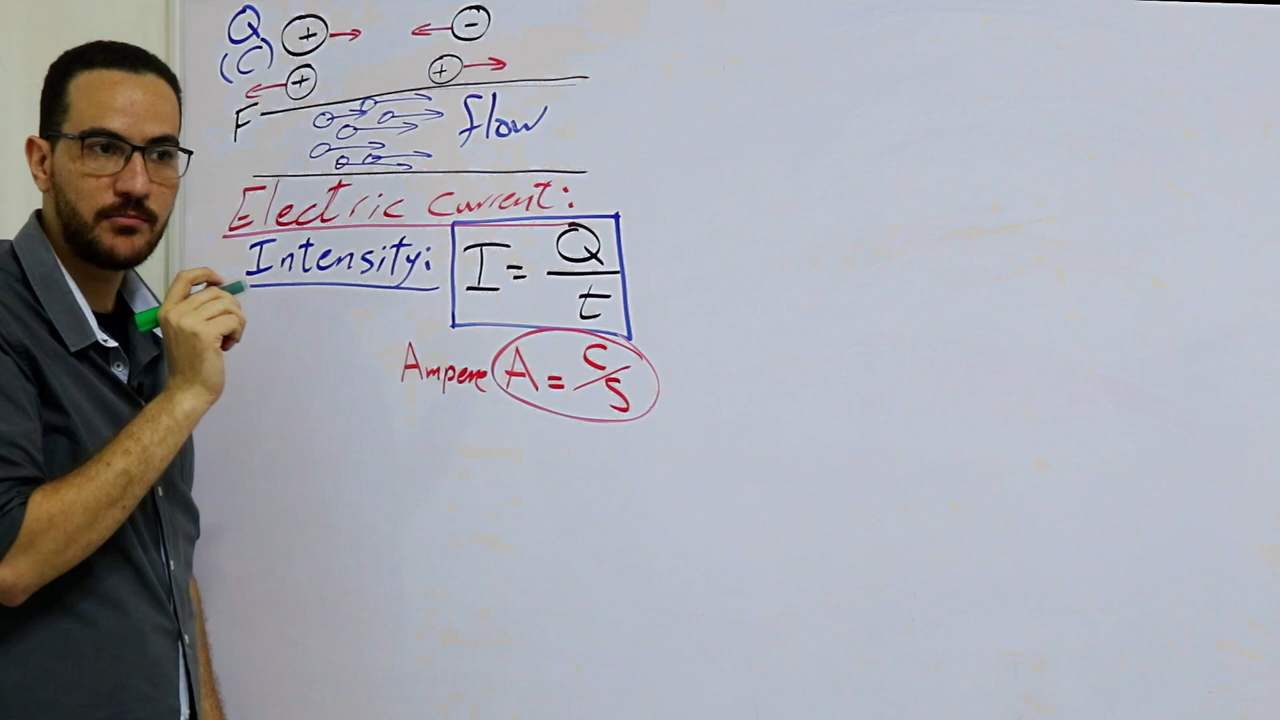 Q + -
(C) + +
F flow
Electric current:
Intensity: I = Q/t
Ampere A = C/S